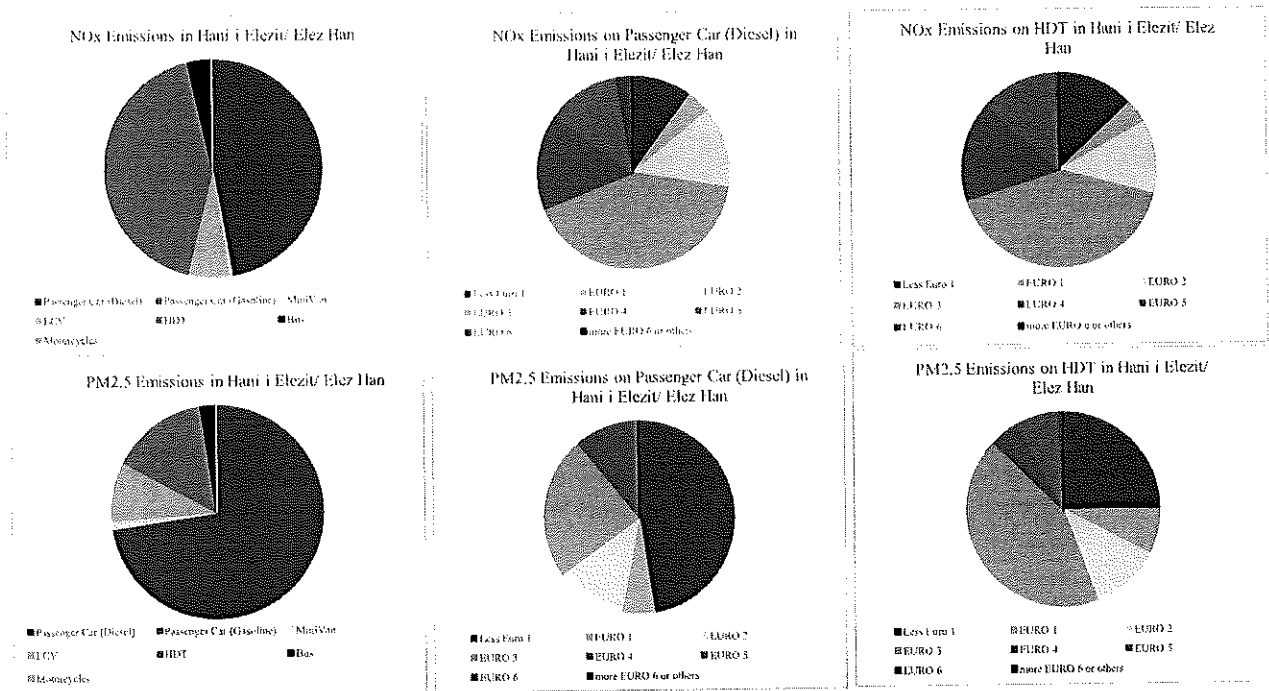 NOx Emissions in Hani i Elezit/ Elez Han
Passenger Car (Diesel) Passenger Car (Gasoline) MiniVan
LCV HDT Bus
Motorcycles
NOx Emissions on Passenger Car (Diesel) in
Hani i Elezit/ Elez Han
Less Euro 1 EURO 1 EURO 2
EURO 3 EURO 4 EURO 5
EURO 6 more EURO 6 or others
NOx Emissions on HDT in Hani i Elezit/ Elez
Han
Less Euro 1 EURO 1 EURO 2
EURO 3 EURO 4 EURO 5
EURO 6 more EURO 6 or others
PM2.5 Emissions in Hani i Elezit/ Elez Han
Passenger Car (Diesel) Passenger Car (Gasoline) MiniVan
LCV HDT Bus
Motorcycles
PM2.5 Emissions on Passenger Car (Diesel) in
Hani i Elezit/ Elez Han
Less Euro 1 EURO 1 EURO 2
EURO 3 EURO 4 EURO 5
EURO 6 more EURO 6 or others
PM2.5 Emissions on HDT in Hani i Elezit/
Elez Han
Less Euro 1 EURO 1 EURO 2
EURO 3 EURO 4 EURO 5
EURO 6 more EURO 6 or others